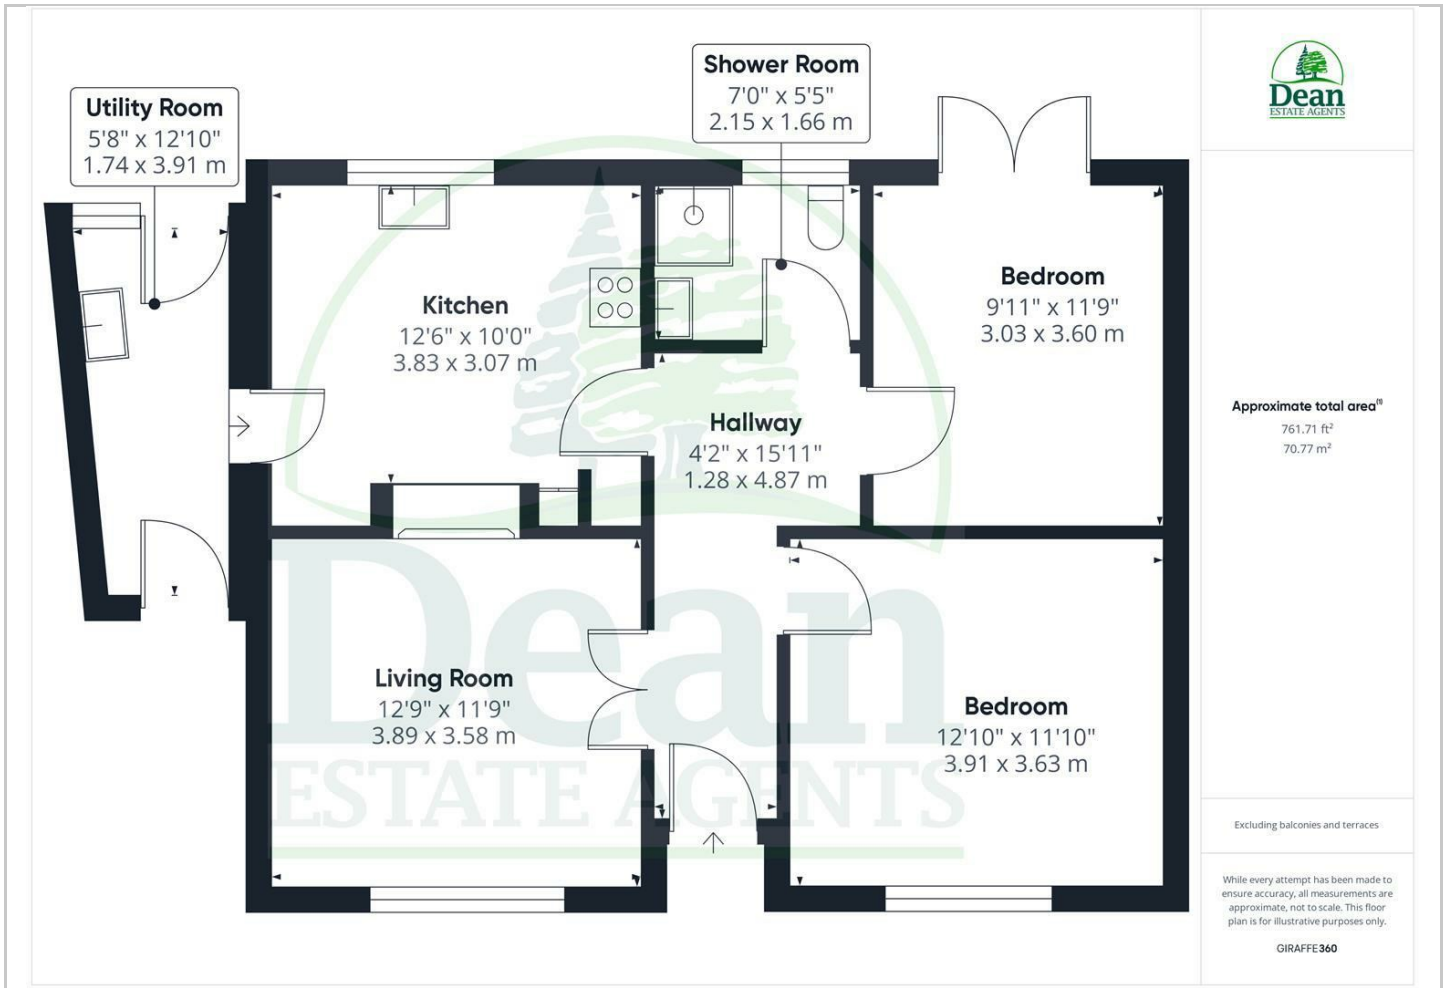 Utility Room
5'8" x 12'10"
1.74 x 3.91 m
Shower Room
7'0" x 5'5"
2.15 x 1.66 m
Kitchen
12'6" x 10'0"
3.83 x 3.07 m
Bedroom
9'11" x 11'9"
3.03 x 3.60 m
Hallway
4'2" x 15'11"
1.28 x 4.87 m
Living Room
12'9" x 11'9"
3.89 x 3.58 m
Bedroom
12'10" x 11'10"
3.91 x 3.63 m
Dean
ESTATE AGENTS
Dean
ESTATE AGENTS
Approximate total area⁽¹⁾
761.71 ft²
70.77 m²
Excluding balconies and terraces
While every attempt has been made to
ensure accuracy, all measurements are
approximate, not to scale. This floor
plan is for illustrative purposes only.
GIRAFFE360